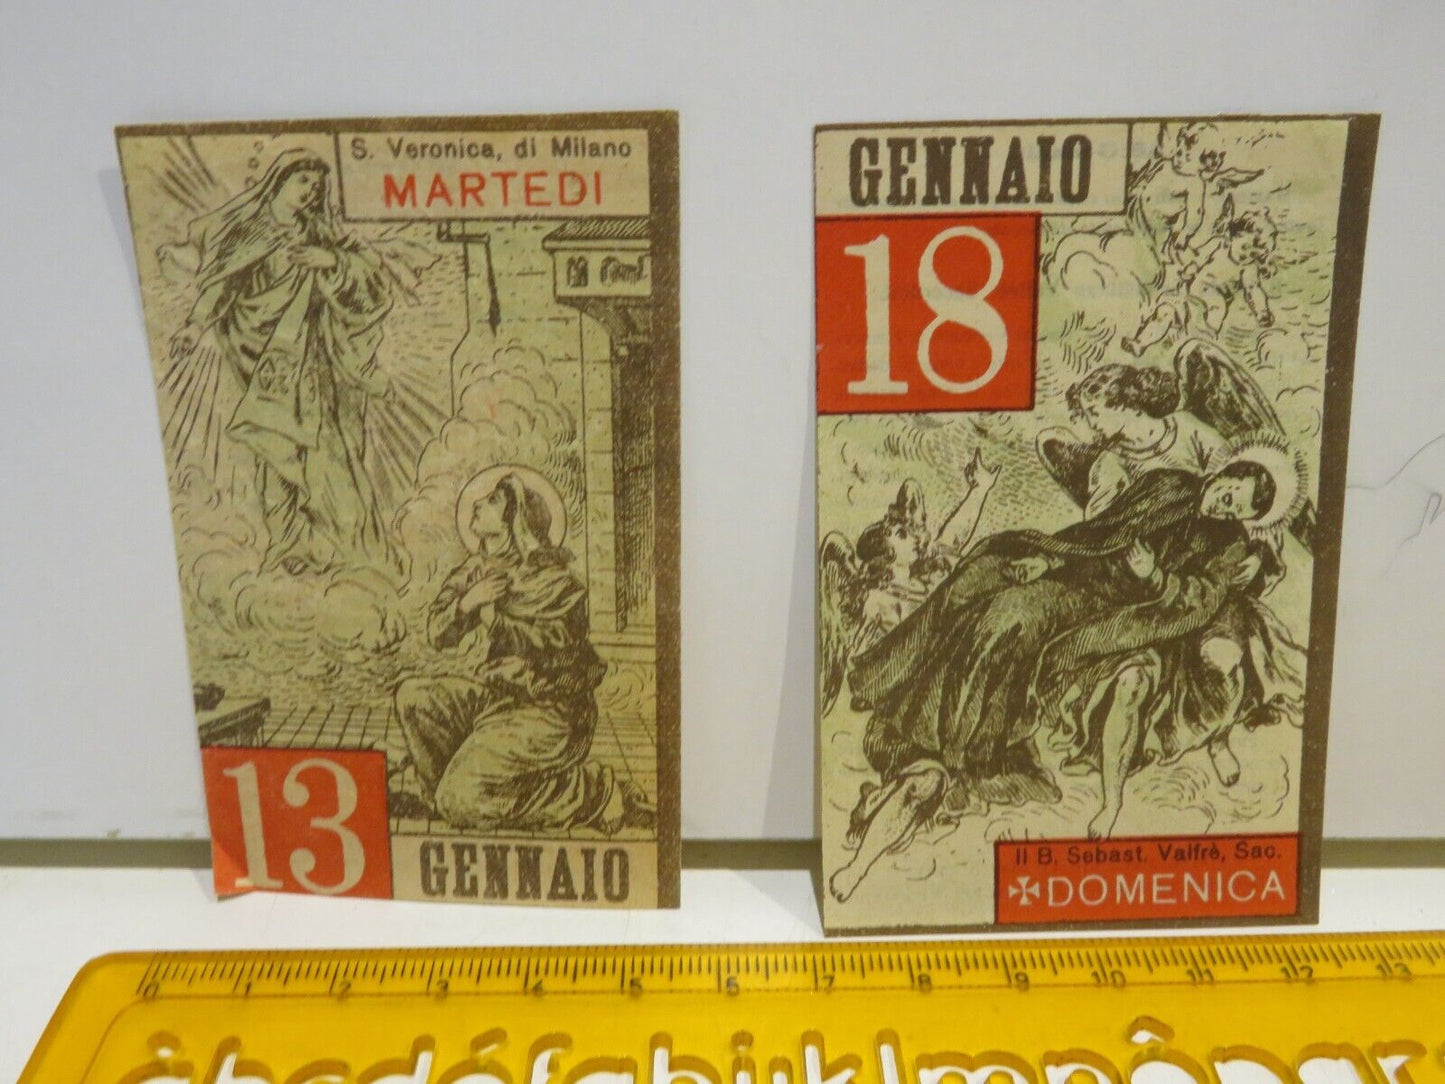 S. Veronica, di Milano
MARTEDI
13
GENNAIO
GENNAIO
18
Il B. Sebast. Valfrè, Sac.
✠DOMENICA
0 1 2 3 4 5 6 7 8 9 10 11 12 13